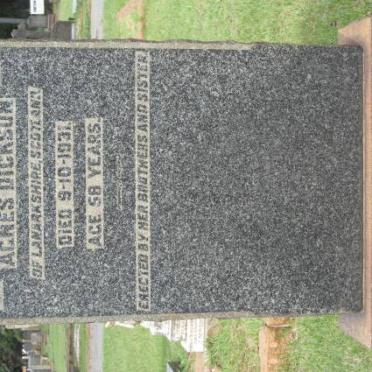 AGNES DICKSON
OF LANARKSHIRE, SCOTLAND
DIED 9-10-1931
AGE 58 YEARS.
ERECTED BY HER BROTHERS AND SISTER